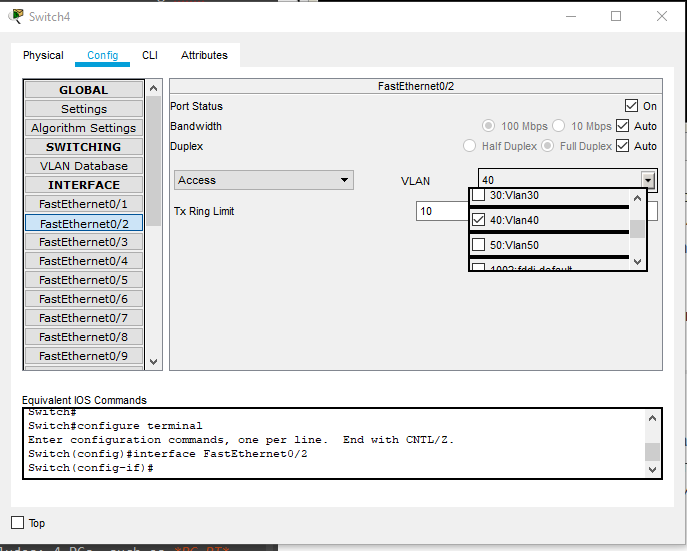 Switch4
Physical Config CLI Attributes
GLOBAL
Settings
Algorithm Settings
SWITCHING
VLAN Database
INTERFACE
FastEthernet0/1
FastEthernet0/2
FastEthernet0/3
FastEthernet0/4
FastEthernet0/5
FastEthernet0/6
FastEthernet0/7
FastEthernet0/8
FastEthernet0/9
FastEthernet0/2
Port Status On
Bandwidth 100 Mbps 10 Mbps Auto
Duplex Half Duplex Full Duplex Auto
Access VLAN 40
30:Vlan30
Tx Ring Limit 10 40:Vlan40
50:Vlan50
1002:fddi-default
Equivalent IOS Commands
Switch#
Switch#configure terminal
Enter configuration commands, one per line. End with CNTL/Z.
Switch(config)#interface FastEthernet0/2
Switch(config-if)#
Top